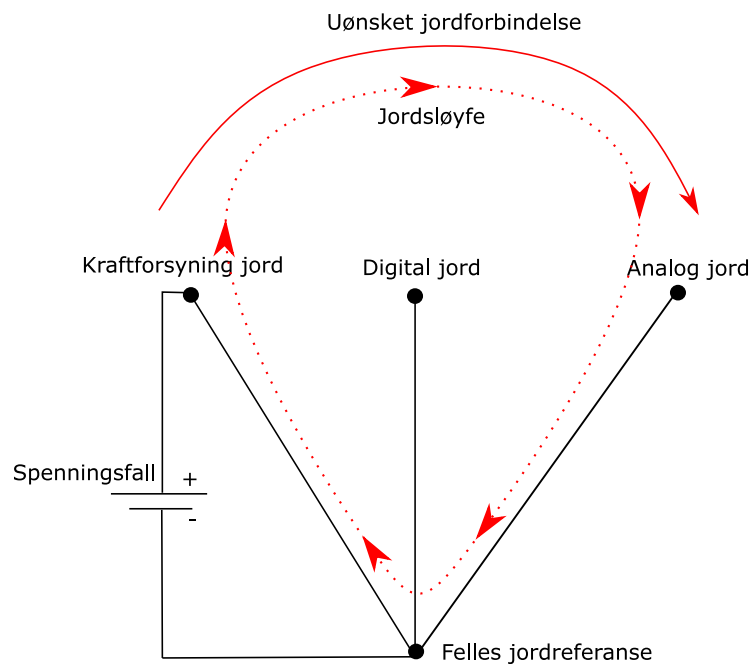 Uønsket jordforbindelse
Jordsløyfe
Kraftforsyning jord
Digital jord
Analog jord
Spenningsfall
+
-
Felles jordreferanse